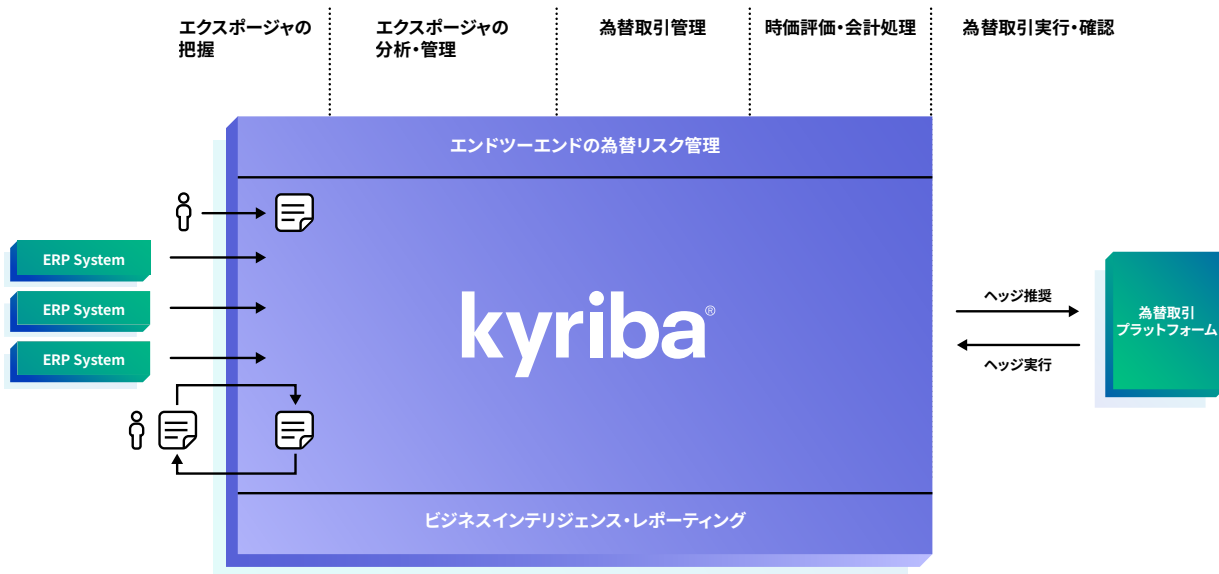 エクスポージャの
把握
エクスポージャの
分析・管理
為替取引管理
時価評価・会計処理
為替取引実行・確認
エンドツーエンドの為替リスク管理
ERP System
ERP System
ERP System
kyriba®
ヘッジ推奨
ヘッジ実行
為替取引
プラットフォーム
ビジネスインテリジェンス・レポーティング